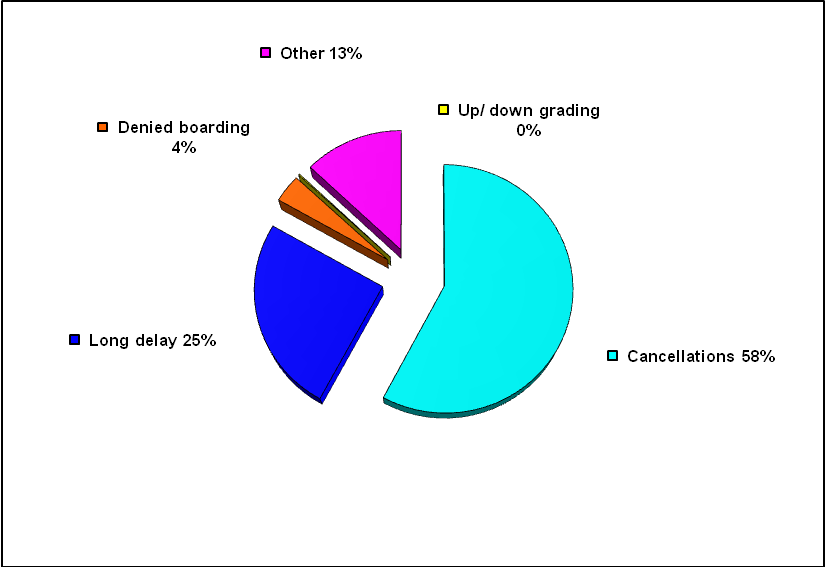 Other 13%
Up/ down grading
0%
Denied boarding
4%
Long delay 25%
Cancellations 58%